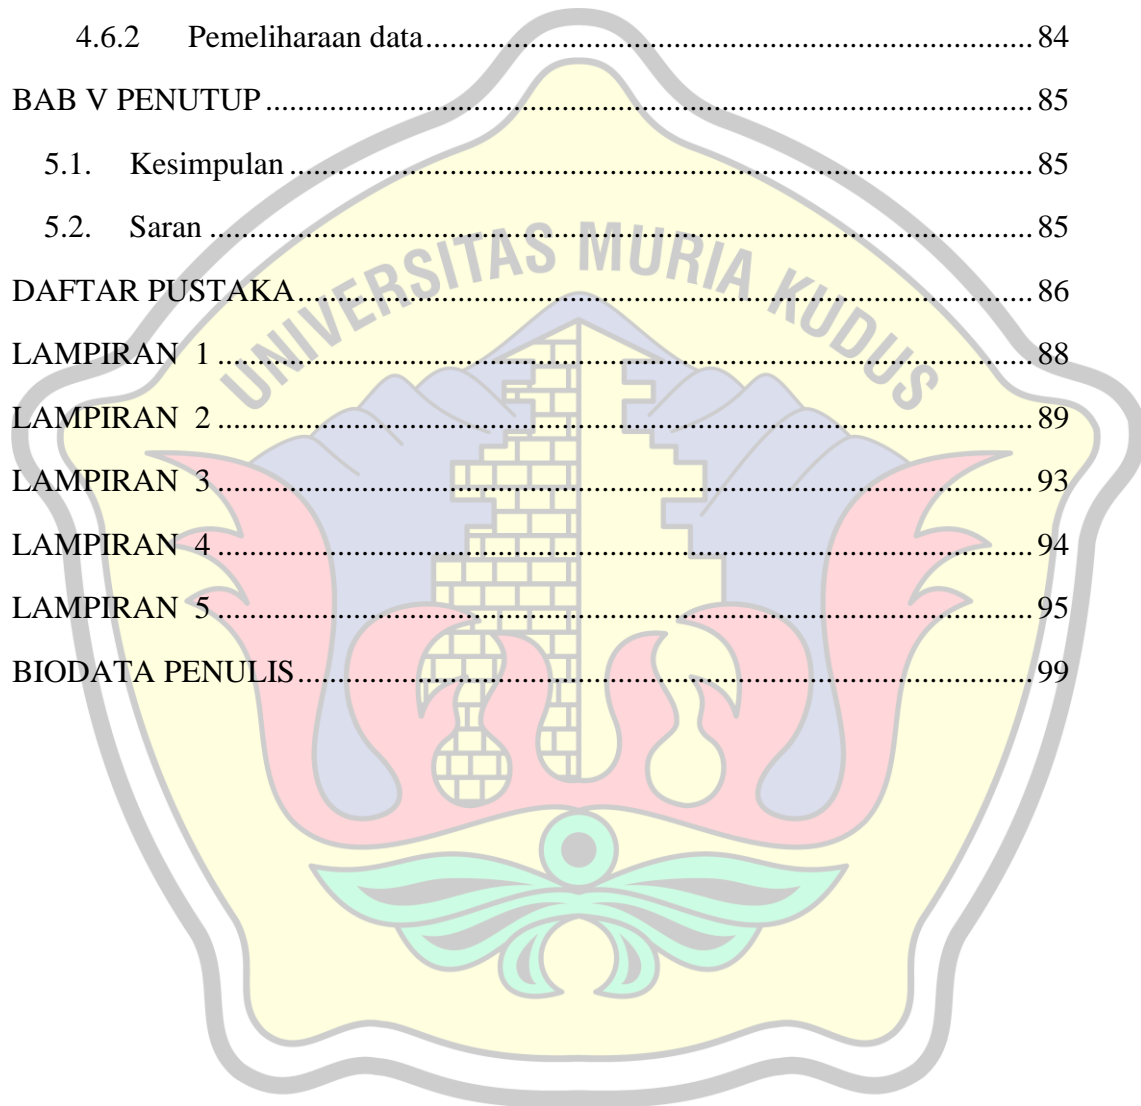 4.6.2 Pemeliharaan data........................................................................... 84
BAB V PENUTUP ............................................................................................... 85
5.1. Kesimpulan ............................................................................................ 85
5.2. Saran ...................................................................................................... 85
DAFTAR PUSTAKA........................................................................................... 86
LAMPIRAN 1 ..................................................................................................... 88
LAMPIRAN 2 ..................................................................................................... 89
LAMPIRAN 3 ..................................................................................................... 93
LAMPIRAN 4 ..................................................................................................... 94
LAMPIRAN 5 ..................................................................................................... 95
BIODATA PENULIS........................................................................................... 99
UNIVERSITAS MURIA KUDUS